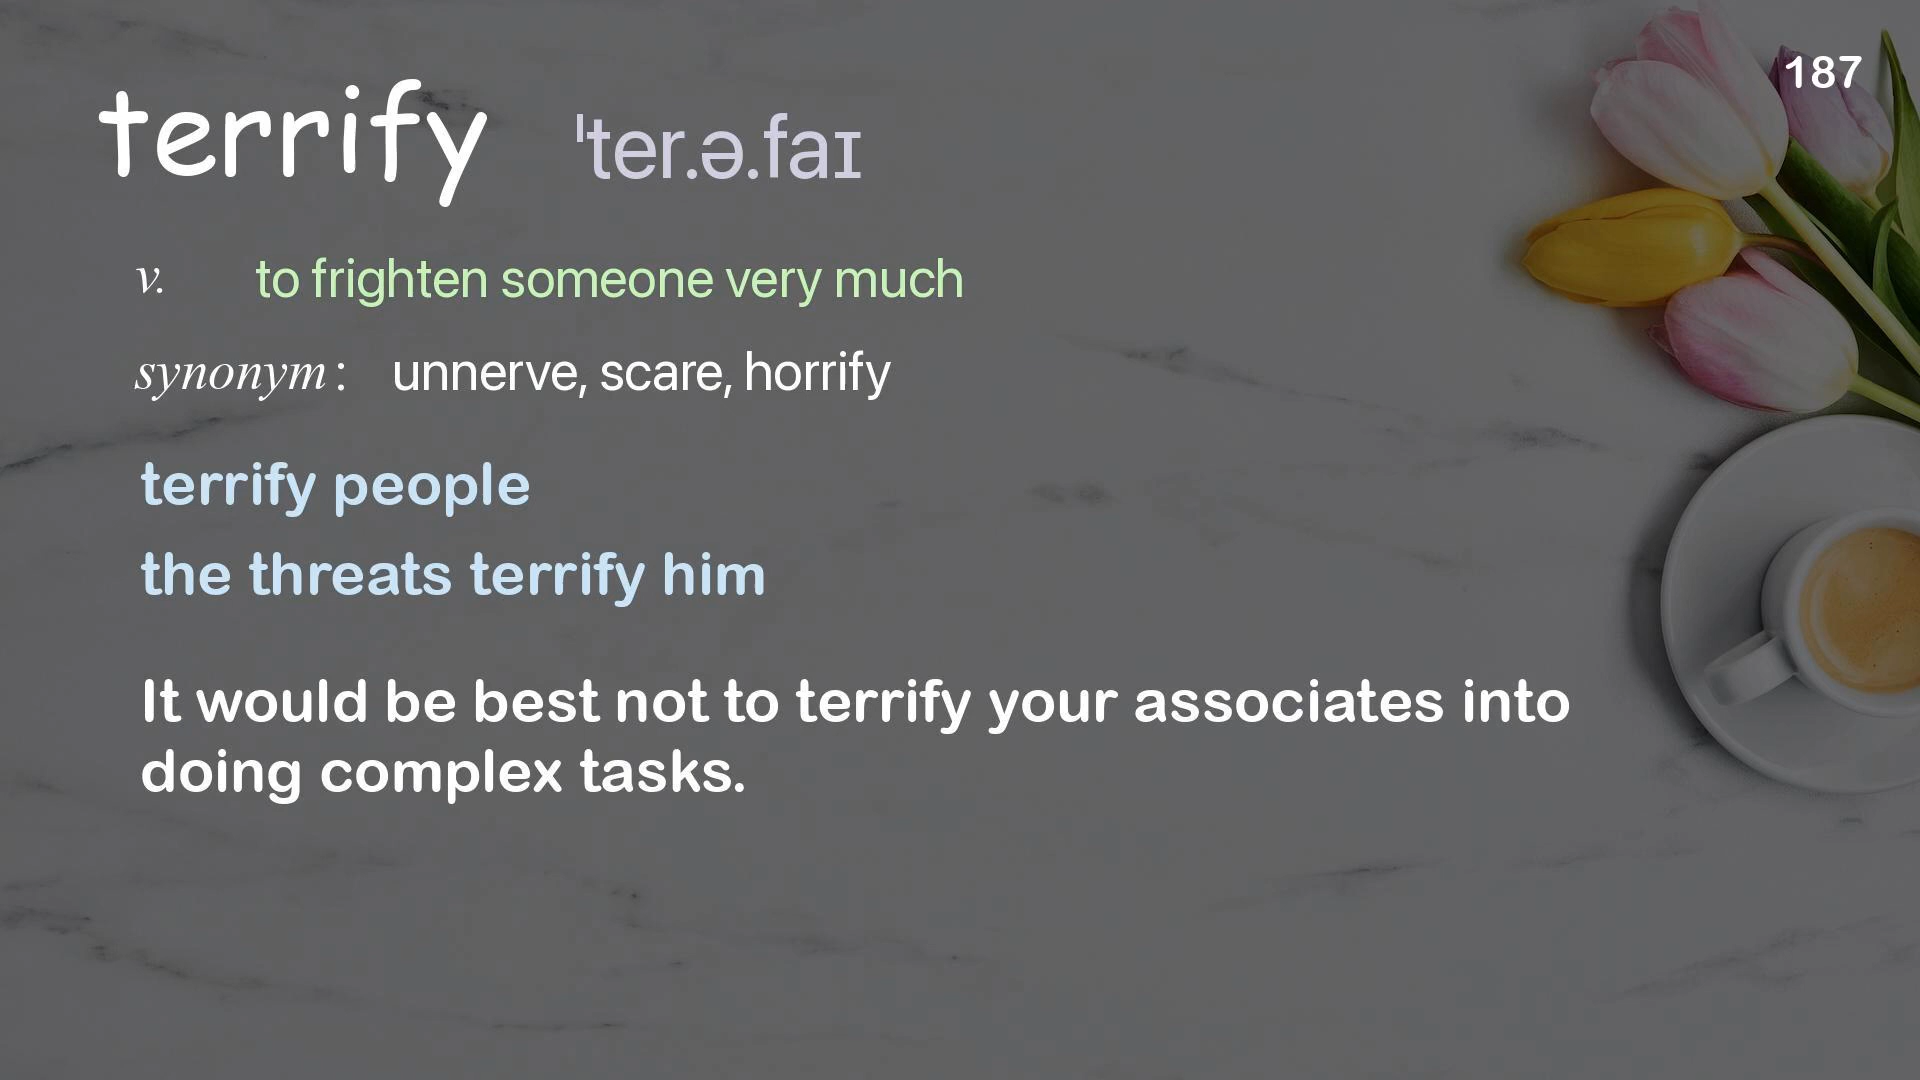 187
terrify ˈter.ə.faɪ
v. to frighten someone very much
synonym : unnerve, scare, horrify
terrify people
the threats terrify him
It would be best not to terrify your associates into
doing complex tasks.